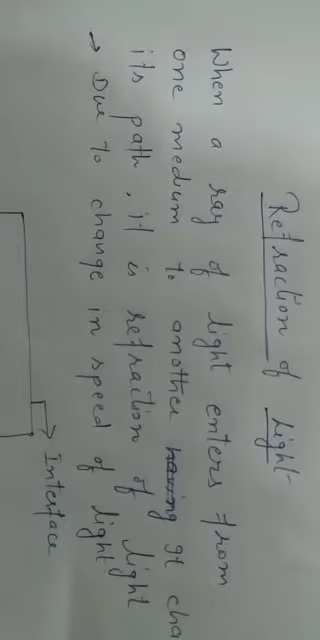 Refraction of light
When a ray of light enters from
one medium to another having It cha
its path, it is refraction of light
→ Due to change in speed of light
→ Interface